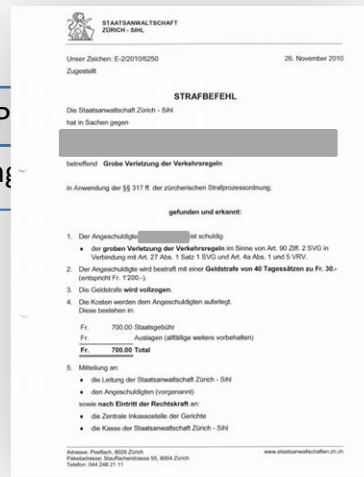 STAATSANWALTSCHAFT
ZÜRICH - SIHL
Unser Zeichen: E-2/2010/6250
26. November 2010
Zugestellt
STRAFBEFEHL
Die Staatsanwaltschaft Zürich - Sihl
hat in Sachen gegen
betreffend Grobe Verletzung der Verkehrsregeln
in Anwendung der §§ 317 ff. der zürcherischen Strafprozessordnung;
gefunden und erkannt:
1. Der Angeschuldigte ist schuldig
• der groben Verletzung der Verkehrsregeln im Sinne von Art. 90 Ziff. 2 SVG in
Verbindung mit Art. 27 Abs. 1 Satz 1 SVG und Art. 4a Abs. 1 und 5 VRV.
2. Der Angeschuldigte wird bestraft mit einer Geldstrafe von 40 Tagessätzen zu Fr. 30.-
(entspricht Fr. 1'200.-).
3. Die Geldstrafe wird vollzogen.
4. Die Kosten werden dem Angeschuldigten auferlegt.
Diese bestehen in:
Fr. 700.00 Staatsgebühr
Fr. Auslagen (allfällige weitere vorbehalten)
Fr. 700.00 Total
5. Mitteilung an:
• die Leitung der Staatsanwaltschaft Zürich - Sihl
• den Angeschuldigten (vorgenannt)
sowie nach Eintritt der Rechtskraft an:
• die Zentrale Inkassostelle der Gerichte
• die Kasse der Staatsanwaltschaft Zürich - Sihl
Adresse: Postfach, 8026 Zürich
www.staatsanwaltschaften.zh.ch
Paketadresse: Stauffacherstrasse 55, 8004 Zürich
Telefon: 044 248 21 11